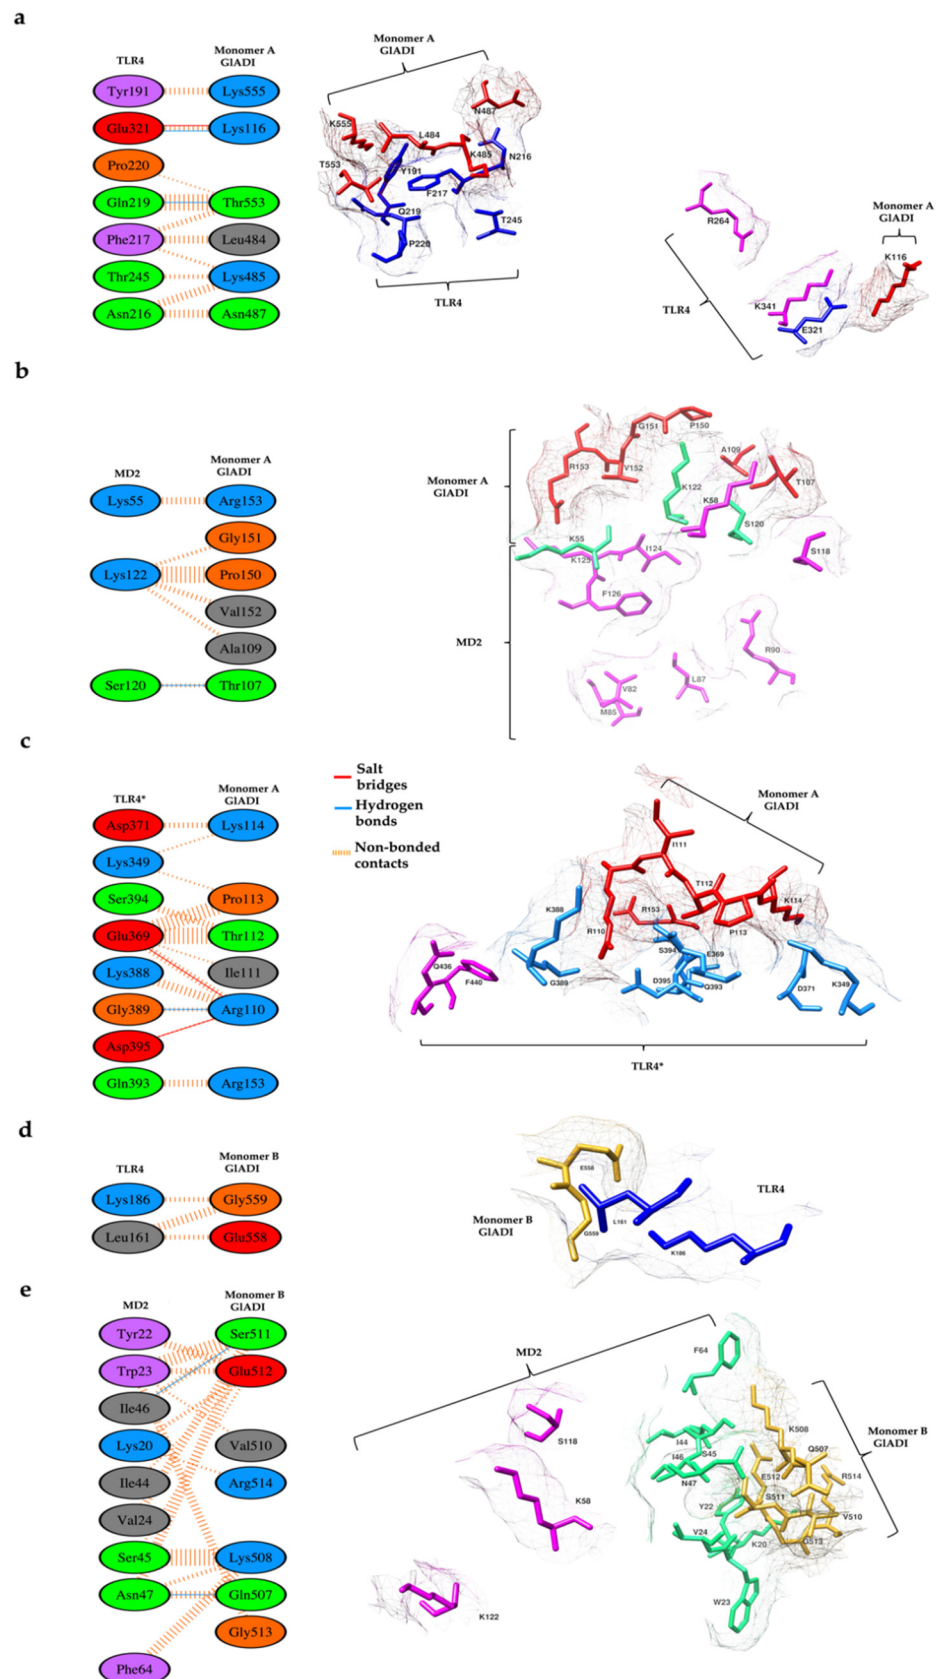 a
TLR4
Monomer A
GlADI
Tyr191
Lys555
Glu321
Lys116
Pro220
Gln219
Thr553
Phe217
Leu484
Thr245
Lys485
Asn216
Asn487
Monomer A
GlADI
N487
K555
L484
K485
N216
T553
Y191
F217
Q219
T245
P220
TLR4
R264
Monomer A
GlADI
K116
K341
TLR4
E321
b
MD2
Monomer A
GlADI
Lys55
Arg153
Gly151
Lys122
Pro150
Val152
Ala109
Ser120
Thr107
Monomer A
GlADI
G151
P150
R153
V152
A109
K122
T107
K58
S120
K55
I124
S118
K125
F126
MD2
R90
L87
V82
M85
c
TLR4*
Monomer A
GlADI
Asp371
Lys114
Lys349
Ser394
Pro113
Glu369
Thr112
Lys388
Ile111
Gly389
Arg110
Asp395
Gln393
Arg153
Salt
bridges
Hydrogen
bonds
Non-bonded
contacts
Monomer A
GlADI
I111
T112
K114
K388
R153
P113
R110
S394
E369
Q436
F440
G389
D395
Q393
D371
K349
TLR4*
d
TLR4
Monomer B
GlADI
Lys186
Gly559
Leu161
Glu558
E558
TLR4
Monomer B
GlADI
L161
G559
K186
e
MD2
Monomer B
GlADI
Tyr22
Ser511
Trp23
Glu512
Ile46
Lys20
Val510
Ile44
Arg514
Val24
Ser45
Lys508
Asn47
Gln507
Gly513
Phe64
MD2
F64
S118
K58
K122
I44
S45
I46
N47
K508
Q507
E512
R514
S511
Y22
V510
V24
K20
G513
W23
Monomer B
GlADI